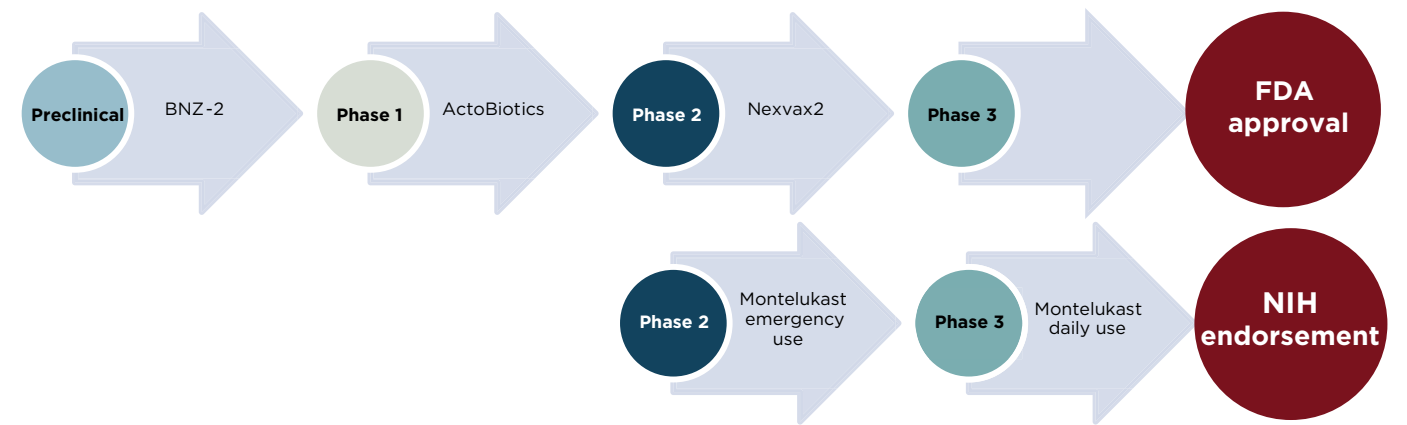 Preclinical
BNZ-2
Phase 1
ActoBiotics
Phase 2
Nexvax2
Phase 3
FDA
approval
Phase 2
Montelukast
emergency
use
Phase 3
Montelukast
daily use
NIH
endorsement